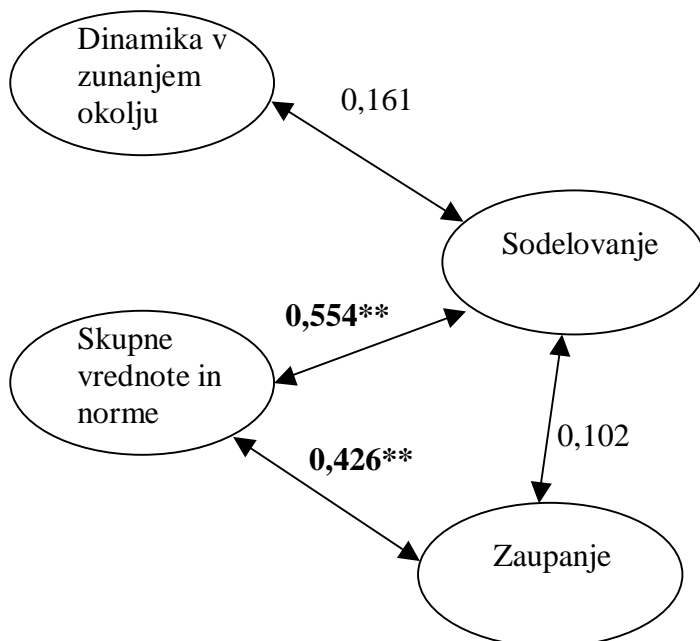 Dinamika v
zunanjem
okolju
0,161
Sodelovanje
0,554**
Skupne
vrednote in
norme
0,426**
0,102
Zaupanje